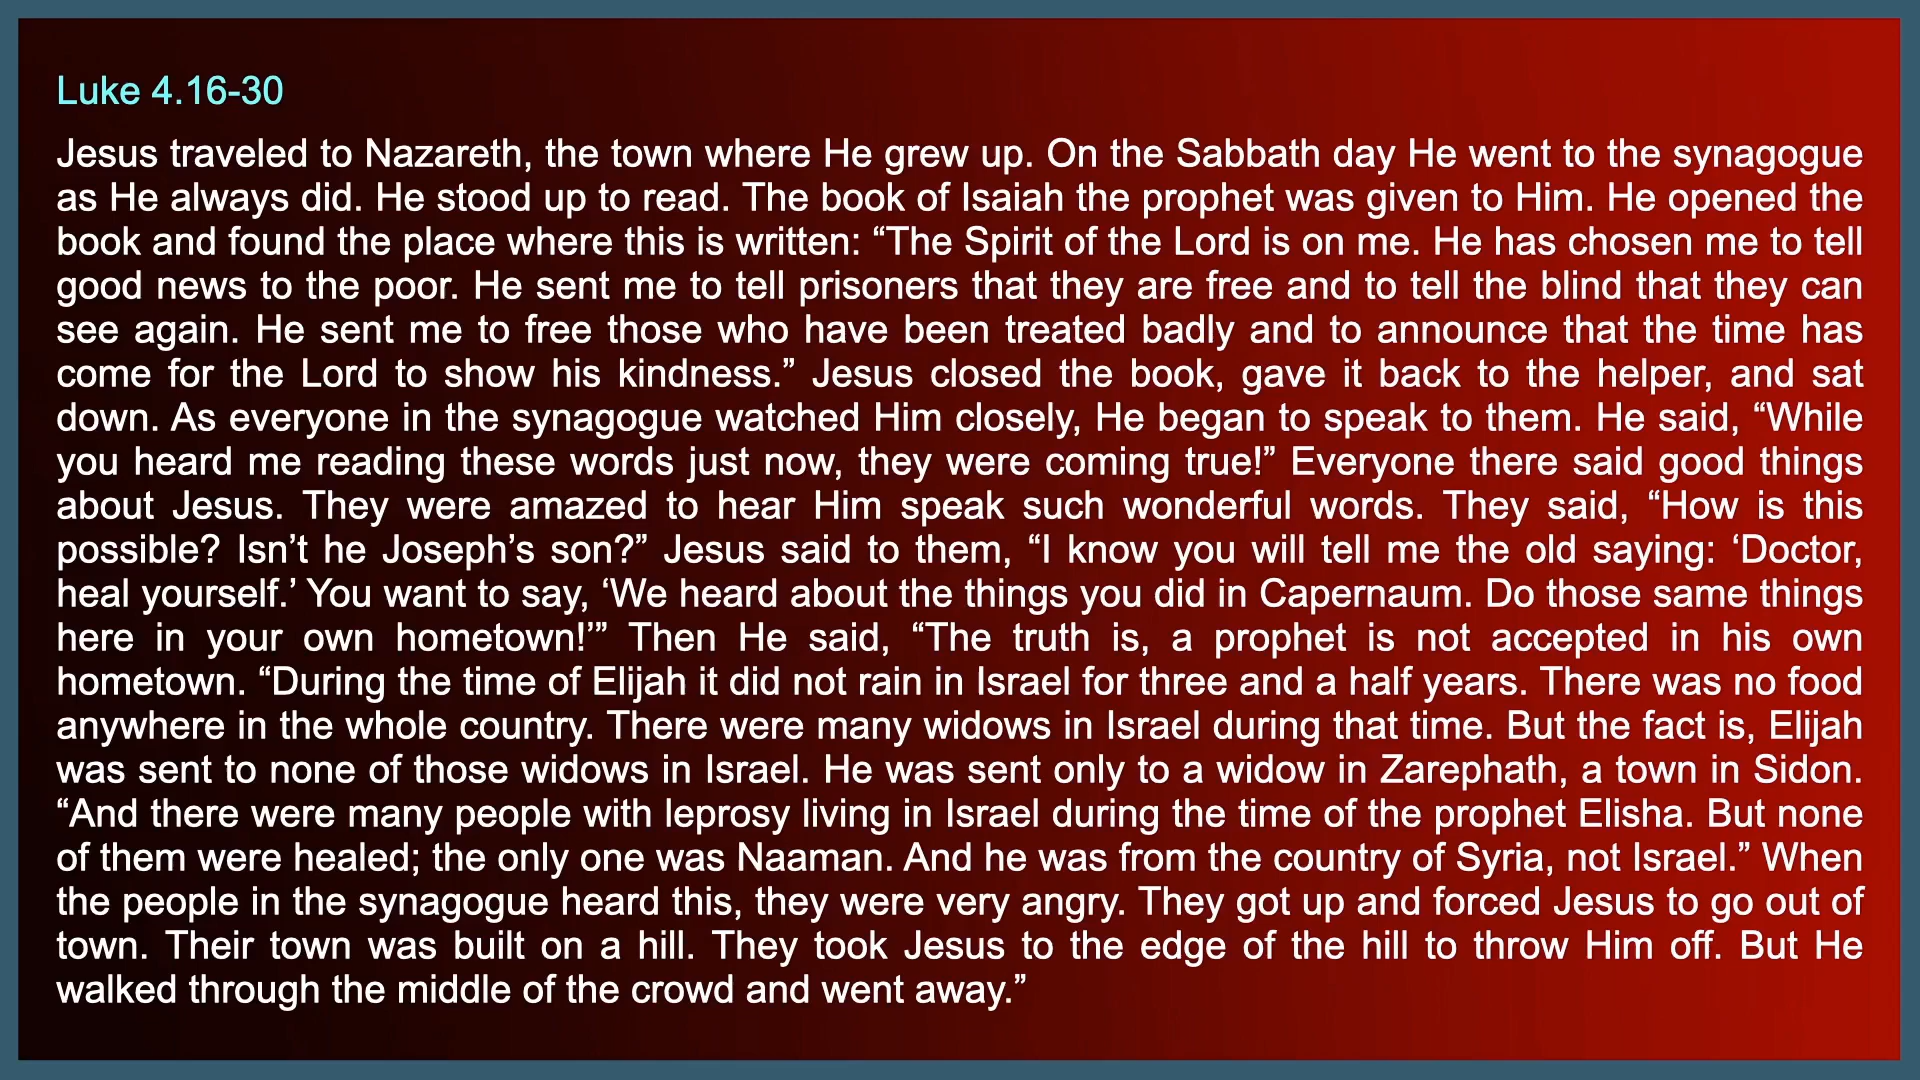 Luke 4.16-30
Jesus traveled to Nazareth, the town where He grew up. On the Sabbath day He went to the synagogue
as He always did. He stood up to read. The book of Isaiah the prophet was given to Him. He opened the
book and found the place where this is written: “The Spirit of the Lord is on me. He has chosen me to tell
good news to the poor. He sent me to tell prisoners that they are free and to tell the blind that they can
see again. He sent me to free those who have been treated badly and to announce that the time has
come for the Lord to show his kindness.” Jesus closed the book, gave it back to the helper, and sat
down. As everyone in the synagogue watched Him closely, He began to speak to them. He said, “While
you heard me reading these words just now, they were coming true!” Everyone there said good things
about Jesus. They were amazed to hear Him speak such wonderful words. They said, “How is this
possible? Isn’t he Joseph’s son?” Jesus said to them, “I know you will tell me the old saying: ‘Doctor,
heal yourself.’ You want to say, ‘We heard about the things you did in Capernaum. Do those same things
here in your own hometown!’” Then He said, “The truth is, a prophet is not accepted in his own
hometown. “During the time of Elijah it did not rain in Israel for three and a half years. There was no food
anywhere in the whole country. There were many widows in Israel during that time. But the fact is, Elijah
was sent to none of those widows in Israel. He was sent only to a widow in Zarephath, a town in Sidon.
“And there were many people with leprosy living in Israel during the time of the prophet Elisha. But none
of them were healed; the only one was Naaman. And he was from the country of Syria, not Israel.” When
the people in the synagogue heard this, they were very angry. They got up and forced Jesus to go out of
town. Their town was built on a hill. They took Jesus to the edge of the hill to throw Him off. But He
walked through the middle of the crowd and went away.”